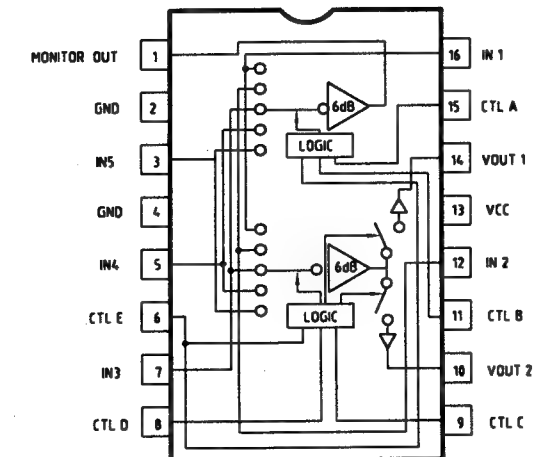 MONITOR OUT 1
16 IN 1
GND 2
6dB
15 CTL A
LOGIC
IN5 3
14 VOUT 1
GND 4
13 VCC
IN4 5
6dB
12 IN 2
CTL E 6
LOGIC
11 CTL B
IN3 7
10 VOUT 2
CTL D 8
9 CTL C